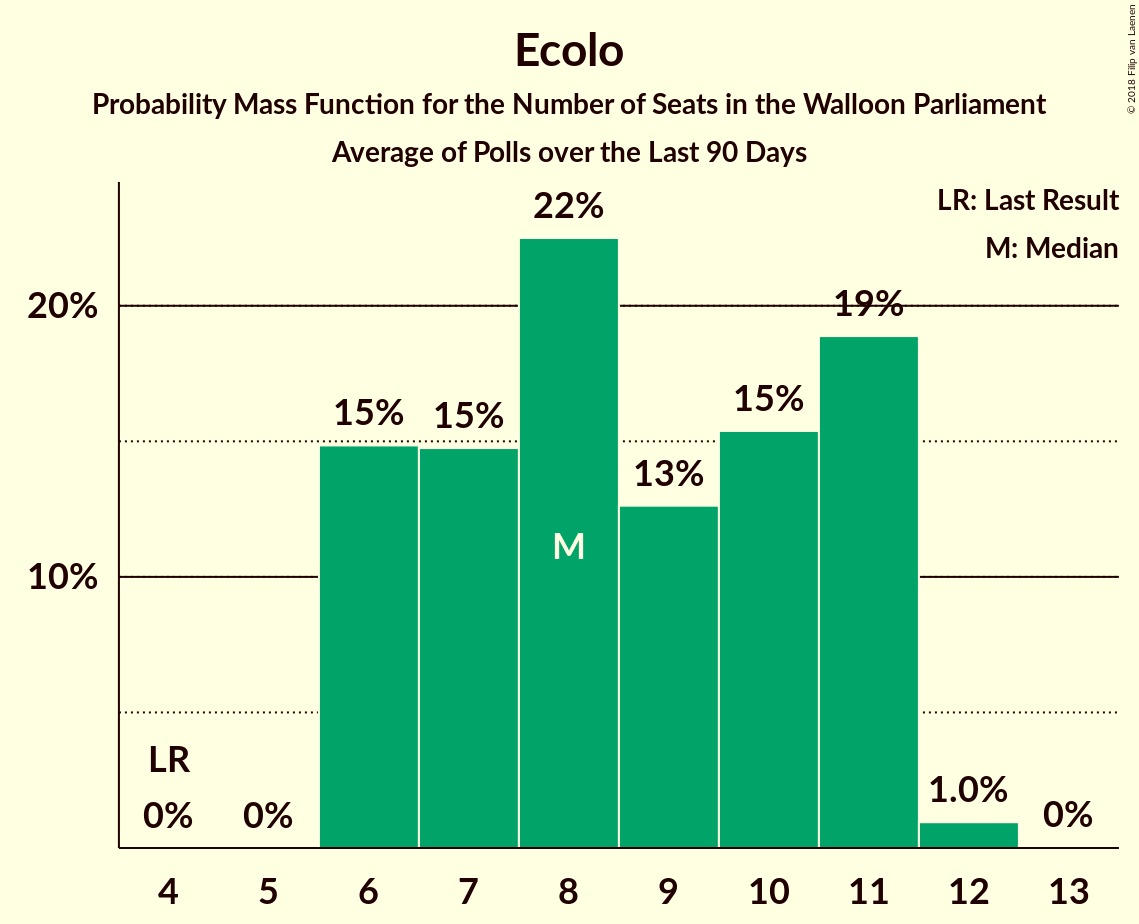 Ecolo
Probability Mass Function for the Number of Seats in the Walloon Parliament
Average of Polls over the Last 90 Days
© 2018 Filip van Laenen
LR: Last Result
M: Median
22%
20%
19%
15%
15%
15%
13%
M
10%
LR
0%
0%
1.0%
0%
4 5 6 7 8 9 10 11 12 13